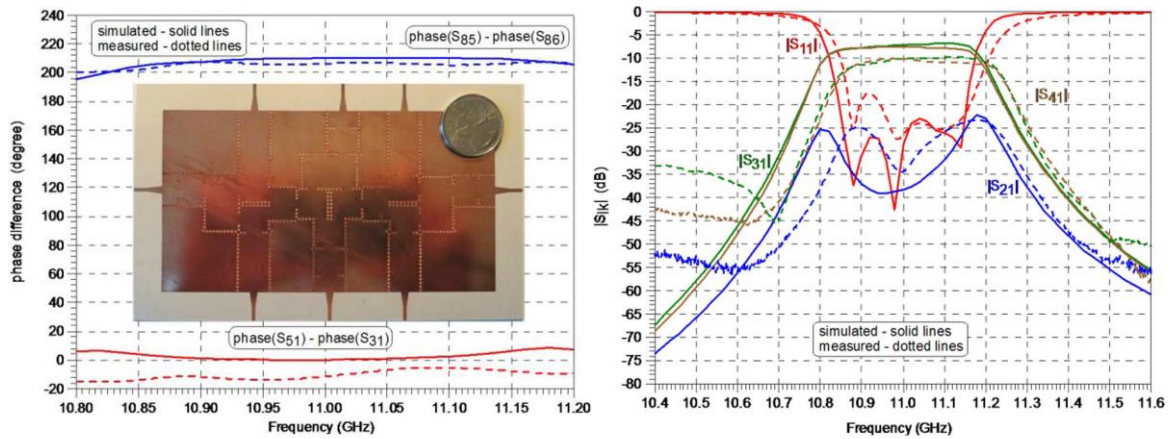 240
220
200
180
160
140
120
100
80
60
40
20
0
-20
phase difference (degree)
simulated - solid lines
measured - dotted lines
phase(S85) - phase(S86)
phase(S51) - phase(S31)
10.80 10.85 10.90 10.95 11.00 11.05 11.10 11.15 11.20
Frequency (GHz)
0
-5
-10
-15
-20
-25
-30
-35
-40
-45
-50
-55
-60
-65
-70
-75
-80
|Slk| (dB)
|S11|
|S41|
|S31|
|S21|
simulated - solid lines
measured - dotted lines
10.4 10.5 10.6 10.7 10.8 10.9 11.0 11.1 11.2 11.3 11.4 11.5 11.6
Frequency (GHz)